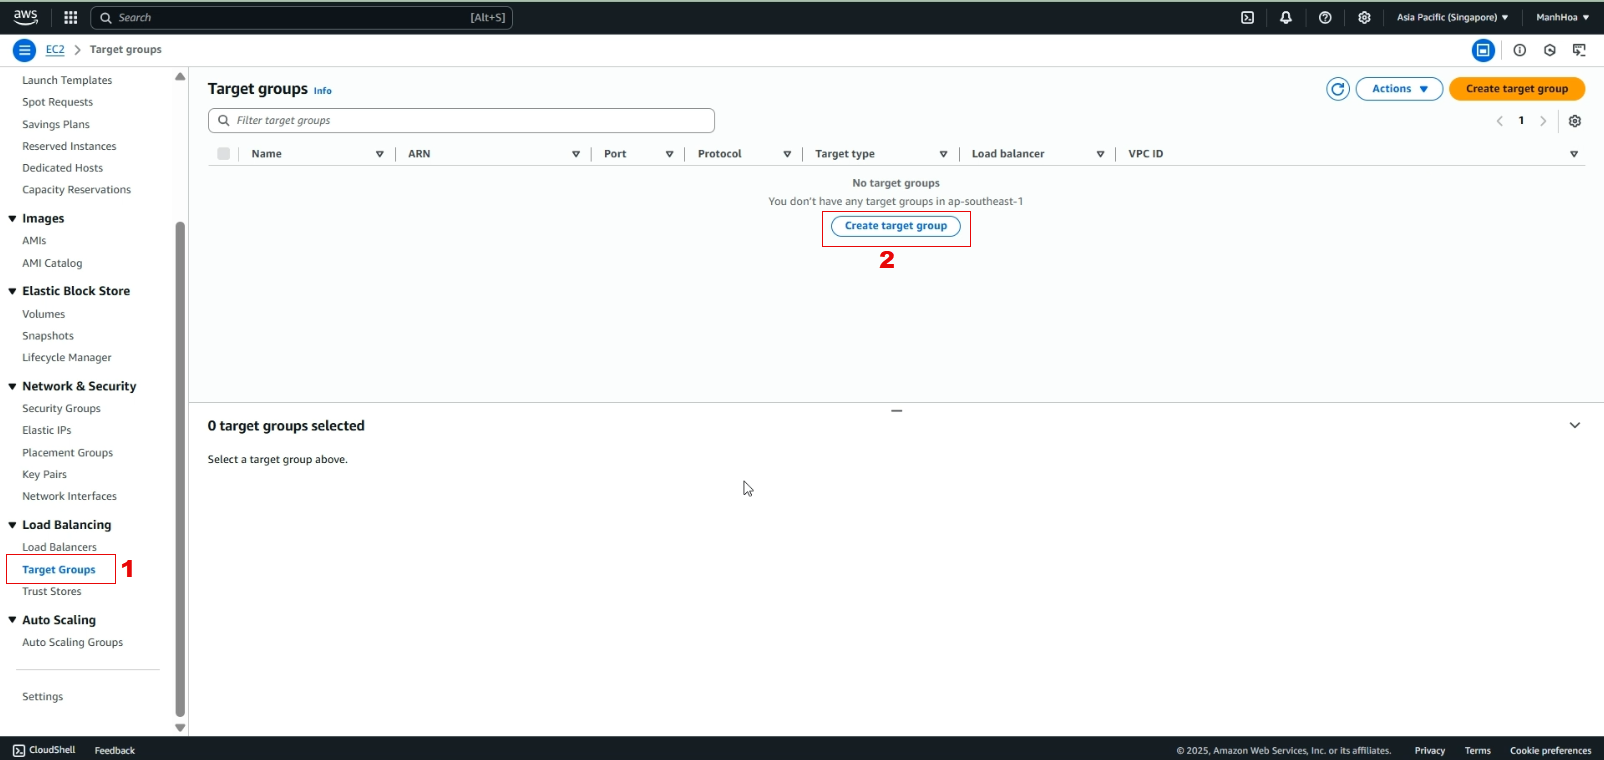 aws
Search
[Alt+S]
Asia Pacific (Singapore)
ManhHoa
EC2
Target groups
Launch Templates
Spot Requests
Savings Plans
Reserved Instances
Dedicated Hosts
Capacity Reservations
Images
AMIs
AMI Catalog
Elastic Block Store
Volumes
Snapshots
Lifecycle Manager
Network & Security
Security Groups
Elastic IPs
Placement Groups
Key Pairs
Network Interfaces
Load Balancing
Load Balancers
Target Groups
1
Trust Stores
Auto Scaling
Auto Scaling Groups
Settings
Target groups Info
Actions
Create target group
Filter target groups
1
Name ARN Port Protocol Target type Load balancer VPC ID
No target groups
You don't have any target groups in ap-southeast-1
Create target group
2
0 target groups selected
Select a target group above.
CloudShell Feedback
© 2025, Amazon Web Services, Inc. or its affiliates. Privacy Terms Cookie preferences